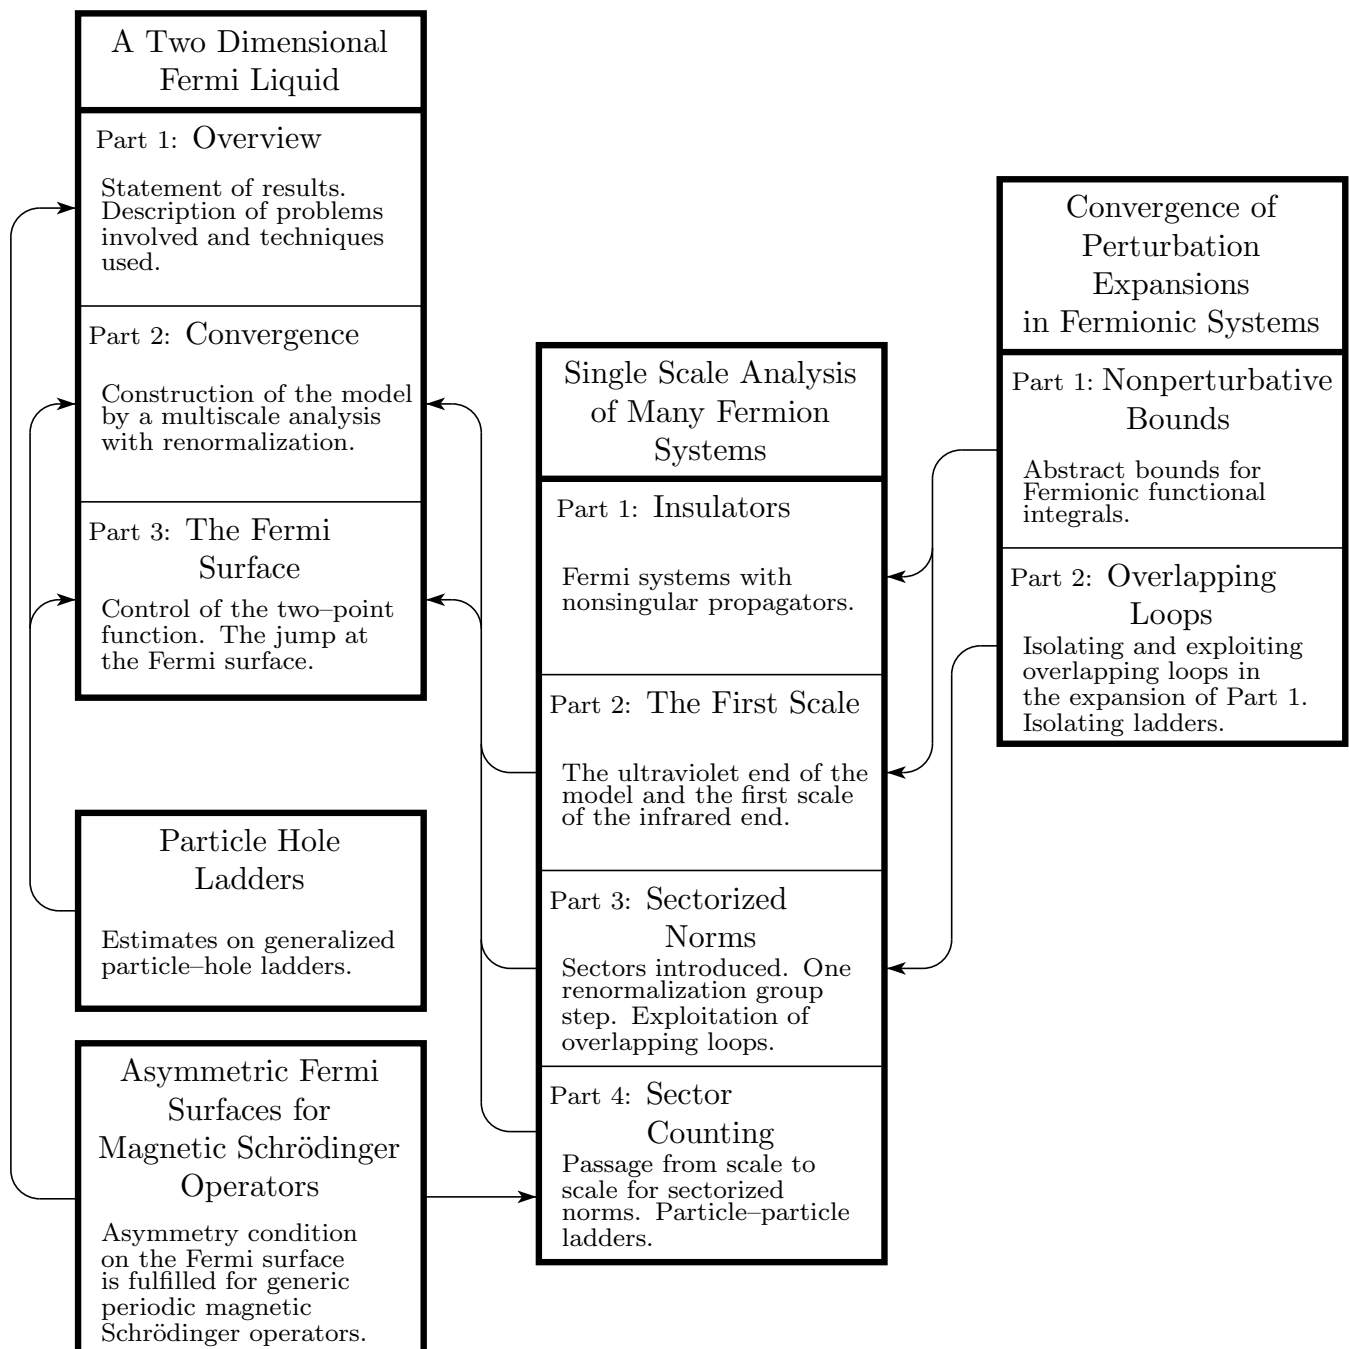 A Two Dimensional
Fermi Liquid
Part 1: Overview
Statement of results.
Description of problems
involved and techniques
used.
Part 2: Convergence
Construction of the model
by a multiscale analysis
with renormalization.
Part 3: The Fermi
Surface
Control of the two–point
function. The jump at
the Fermi surface.
Particle Hole
Ladders
Estimates on generalized
particle–hole ladders.
Asymmetric Fermi
Surfaces for
Magnetic Schrödinger
Operators
Asymmetry condition
on the Fermi surface
is fulfilled for generic
periodic magnetic
Schrödinger operators.
Single Scale Analysis
of Many Fermion
Systems
Part 1: Insulators
Fermi systems with
nonsingular propagators.
Part 2: The First Scale
The ultraviolet end of the
model and the first scale
of the infrared end.
Part 3: Sectorized
Norms
Sectors introduced. One
renormalization group
step. Exploitation of
overlapping loops.
Part 4: Sector
Counting
Passage from scale to
scale for sectorized
norms. Particle–particle
ladders.
Convergence of
Perturbation
Expansions
in Fermionic Systems
Part 1: Nonperturbative
Bounds
Abstract bounds for
Fermionic functional
integrals.
Part 2: Overlapping
Loops
Isolating and exploiting
overlapping loops in
the expansion of Part 1.
Isolating ladders.